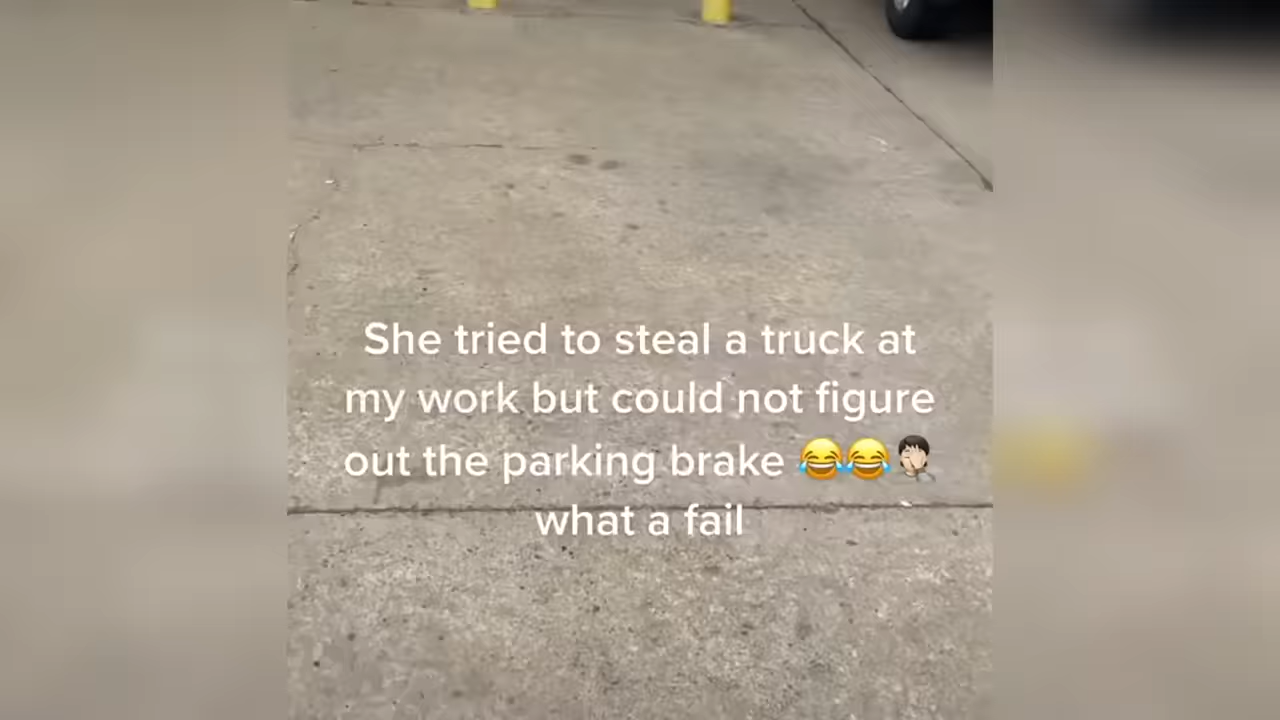 She tried to steal a truck at
my work but could not figure
out the parking brake 😂😂🤦🏻
what a fail